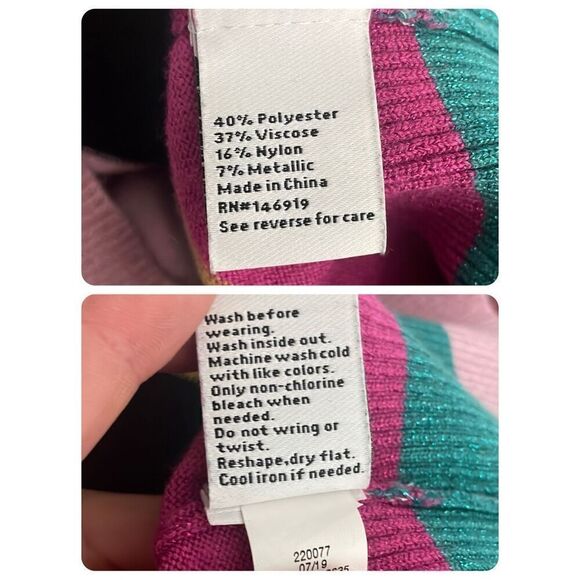 40% Polyester
37% Viscose
16% Nylon
7% Metallic
Made in China
RN#146919
See reverse for care
Wash before
wearing.
Wash inside out.
Machine wash cold
with like colors.
Only non-chlorine
bleach when
needed.
Do not wring or
twist.
Reshape,dry flat.
Cool iron if needed.
220077
07/19